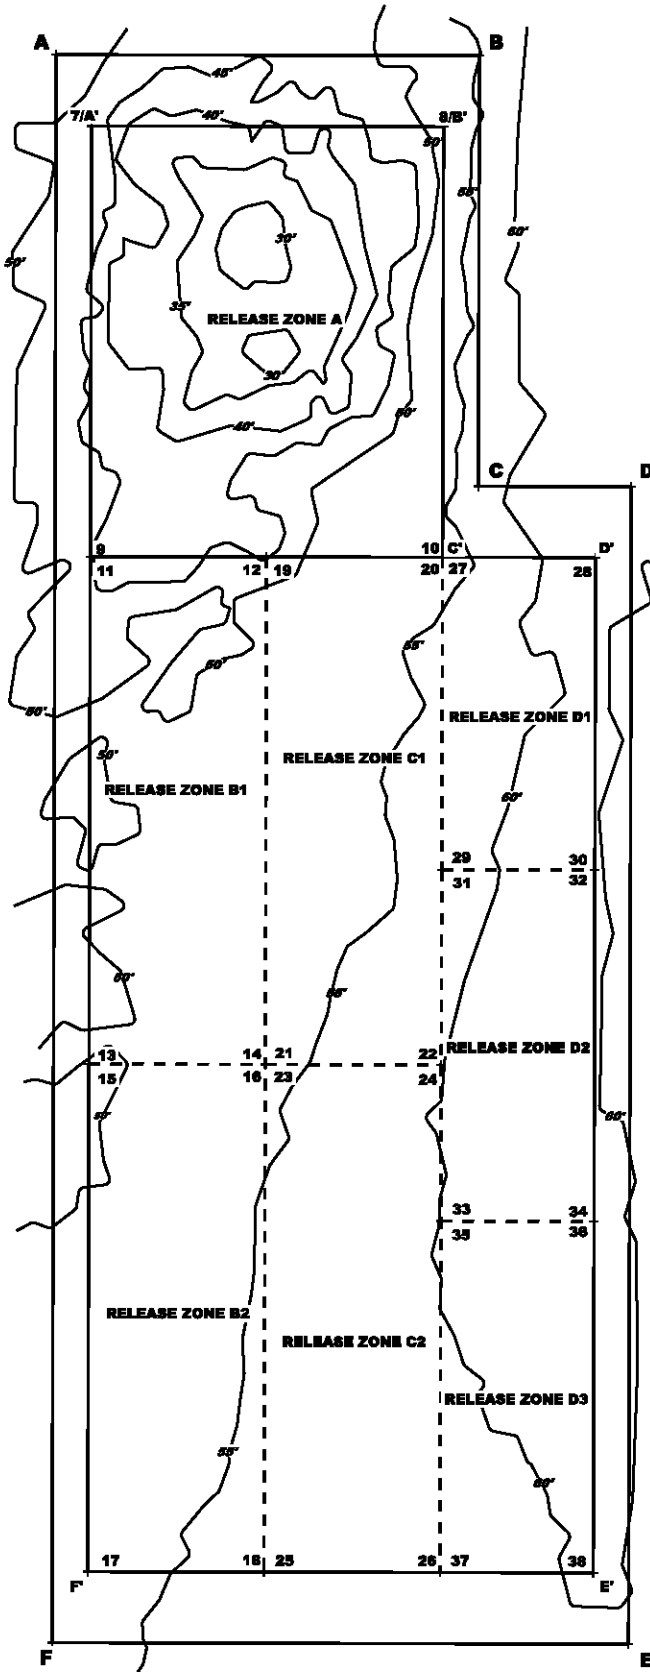 A
B
45'
7/A'
40'
8/B'
50'
55'
60'
30'
50'
35'
RELEASE ZONE A
30'
50'
40'
C
D
9
10
C'
D'
11
12
19
20
27
28
55'
50'
50'
RELEASE ZONE D1
50'
RELEASE ZONE C1
RELEASE ZONE B1
60'
29
30
31
32
50'
55'
RELEASE ZONE D2
13
14
21
22
15
16
23
24
50'
60'
33
34
35
36
RELEASE ZONE B2
RELEASE ZONE C2
RELEASE ZONE D3
55'
60'
17
18
25
26
37
38
F'
E'
F
E